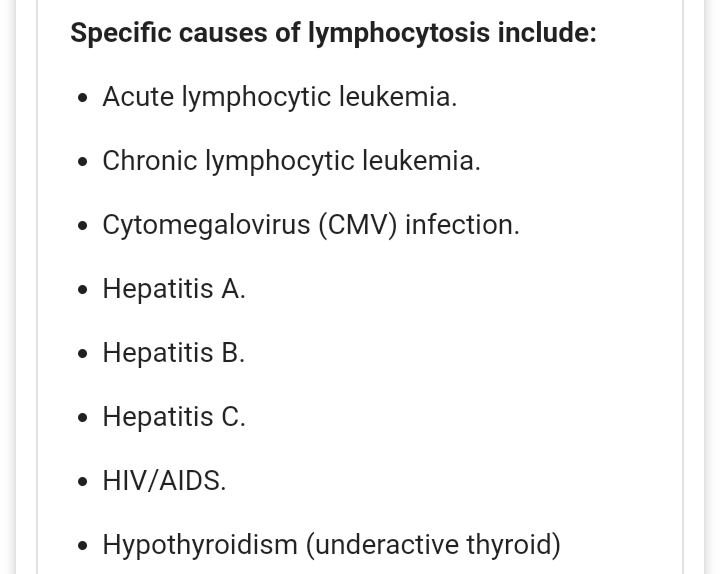 Specific causes of lymphocytosis include:
• Acute lymphocytic leukemia.
• Chronic lymphocytic leukemia.
• Cytomegalovirus (CMV) infection.
• Hepatitis A.
• Hepatitis B.
• Hepatitis C.
• HIV/AIDS.
• Hypothyroidism (underactive thyroid)